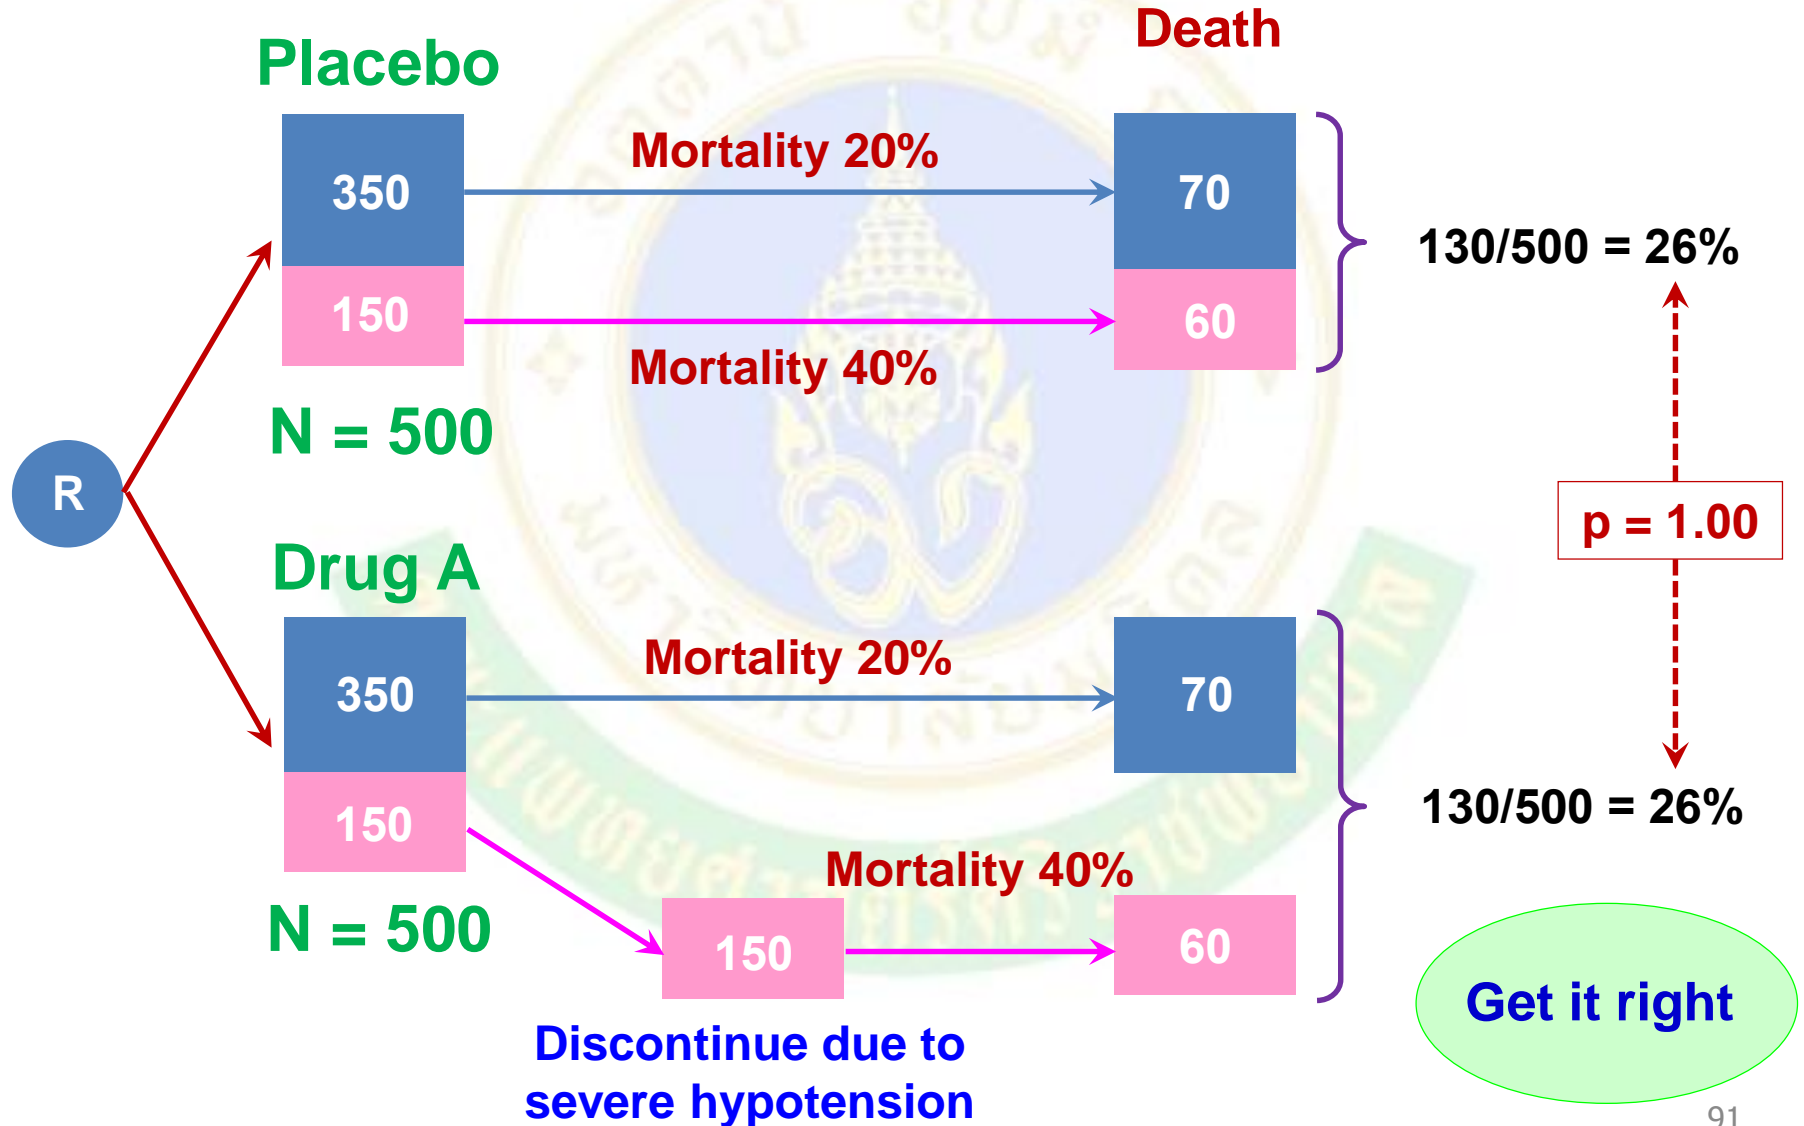 Death
Placebo
350
Mortality 20%
70
150
Mortality 40%
60
130/500 = 26%
N = 500
R
p = 1.00
Drug A
350
Mortality 20%
70
150
Mortality 40%
130/500 = 26%
N = 500
150
60
Get it right
Discontinue due to
severe hypotension
91